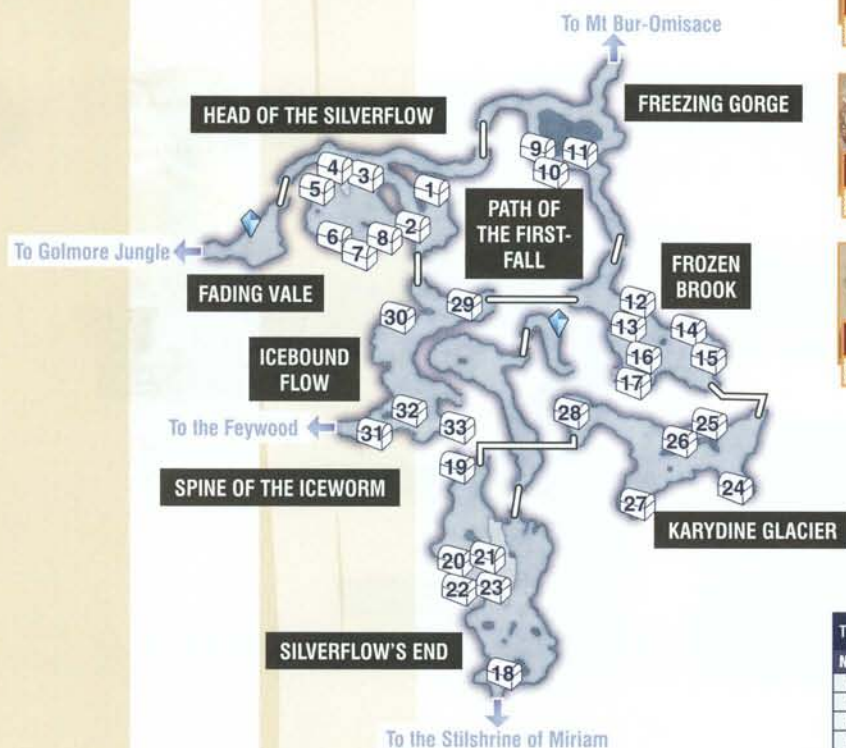 To Mt Bur-Omisace
HEAD OF THE SILVERFLOW
FREEZING GORGE
4
3
5
1
9
11
10
2
6
8
7
PATH OF
THE FIRST-
FALL
To Golmore Jungle
FADING VALE
FROZEN
BROOK
29
12
30
13
14
16
15
17
ICEBOUND
FLOW
32
33
28
25
26
To the Feywood
31
19
SPINE OF THE ICEWORM
24
27
KARYDINE GLACIER
20
21
22
23
SILVERFLOW'S END
18
To the Stilshrine of Miriam
T
N